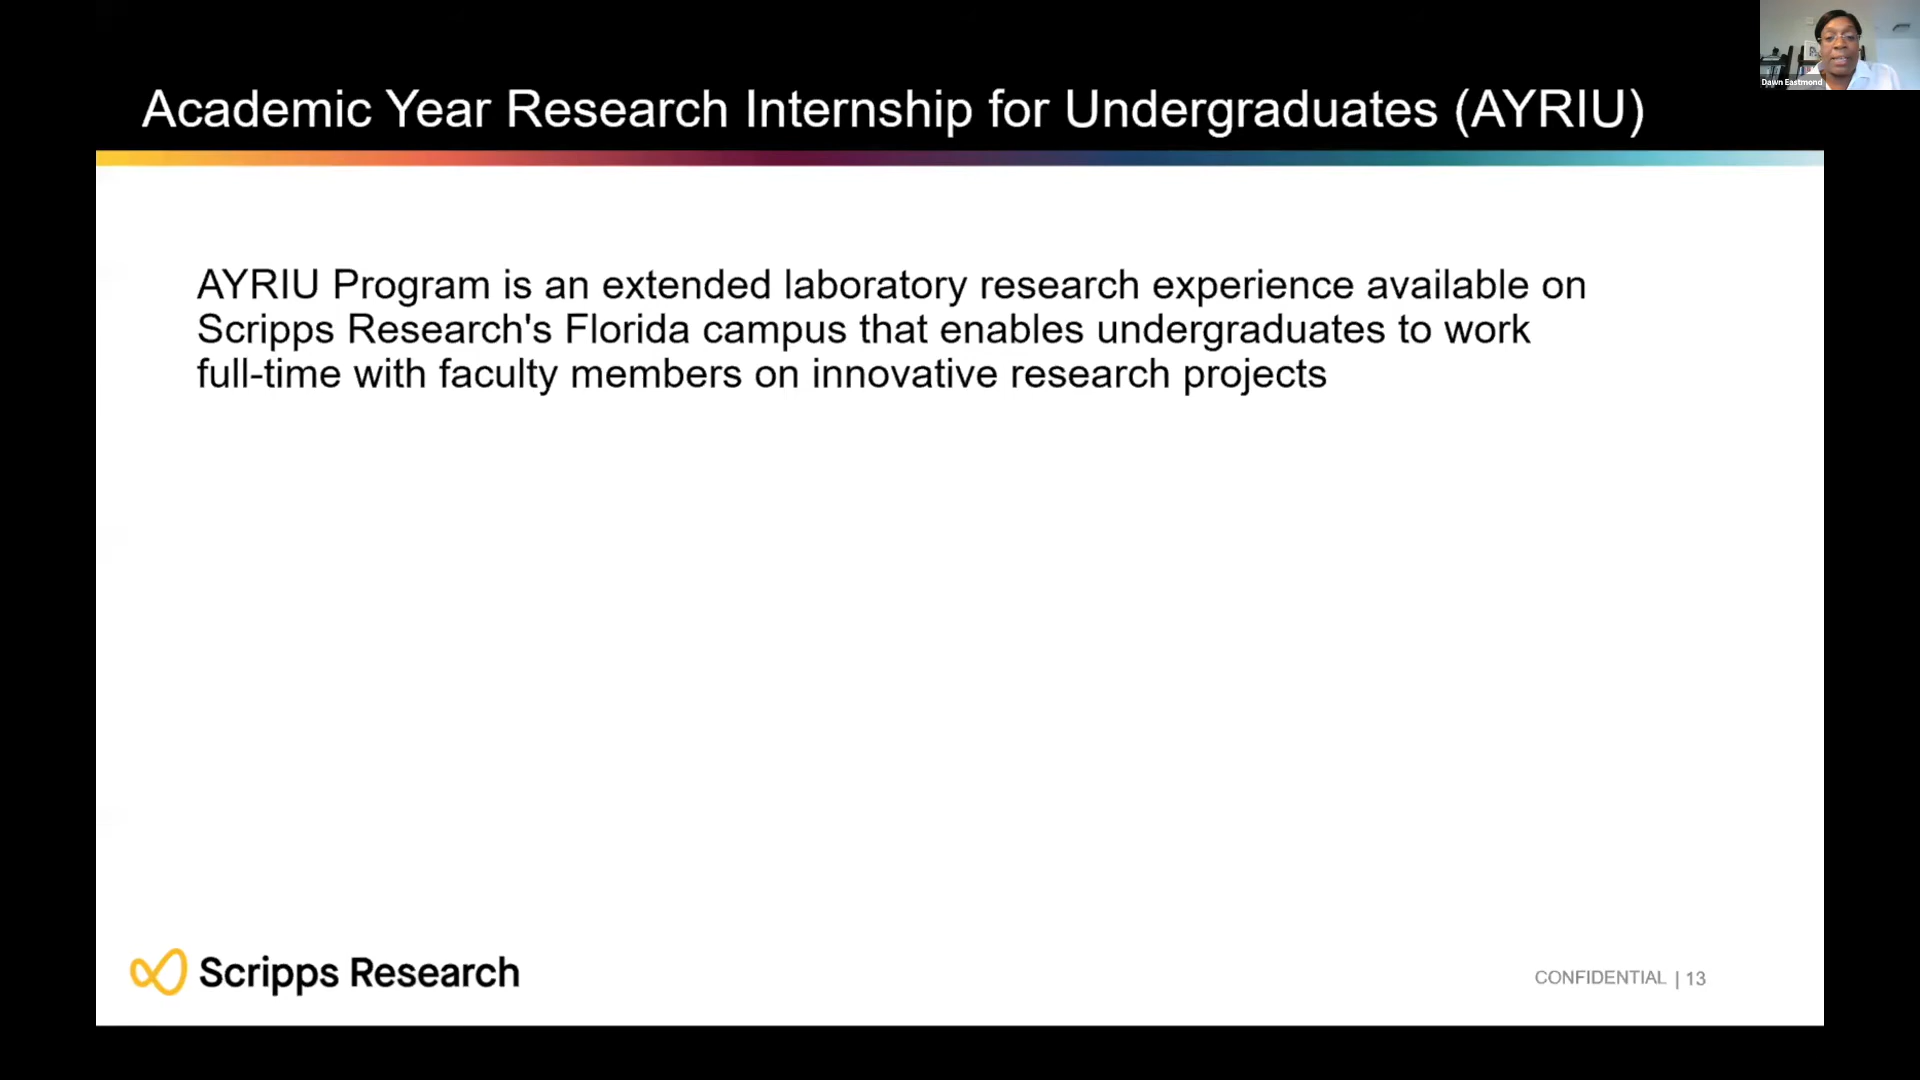 Dawn Eastmond
Academic Year Research Internship for Undergraduates (AYRIU)
AYRIU Program is an extended laboratory research experience available on
Scripps Research's Florida campus that enables undergraduates to work
full-time with faculty members on innovative research projects
Scripps Research
CONFIDENTIAL | 13